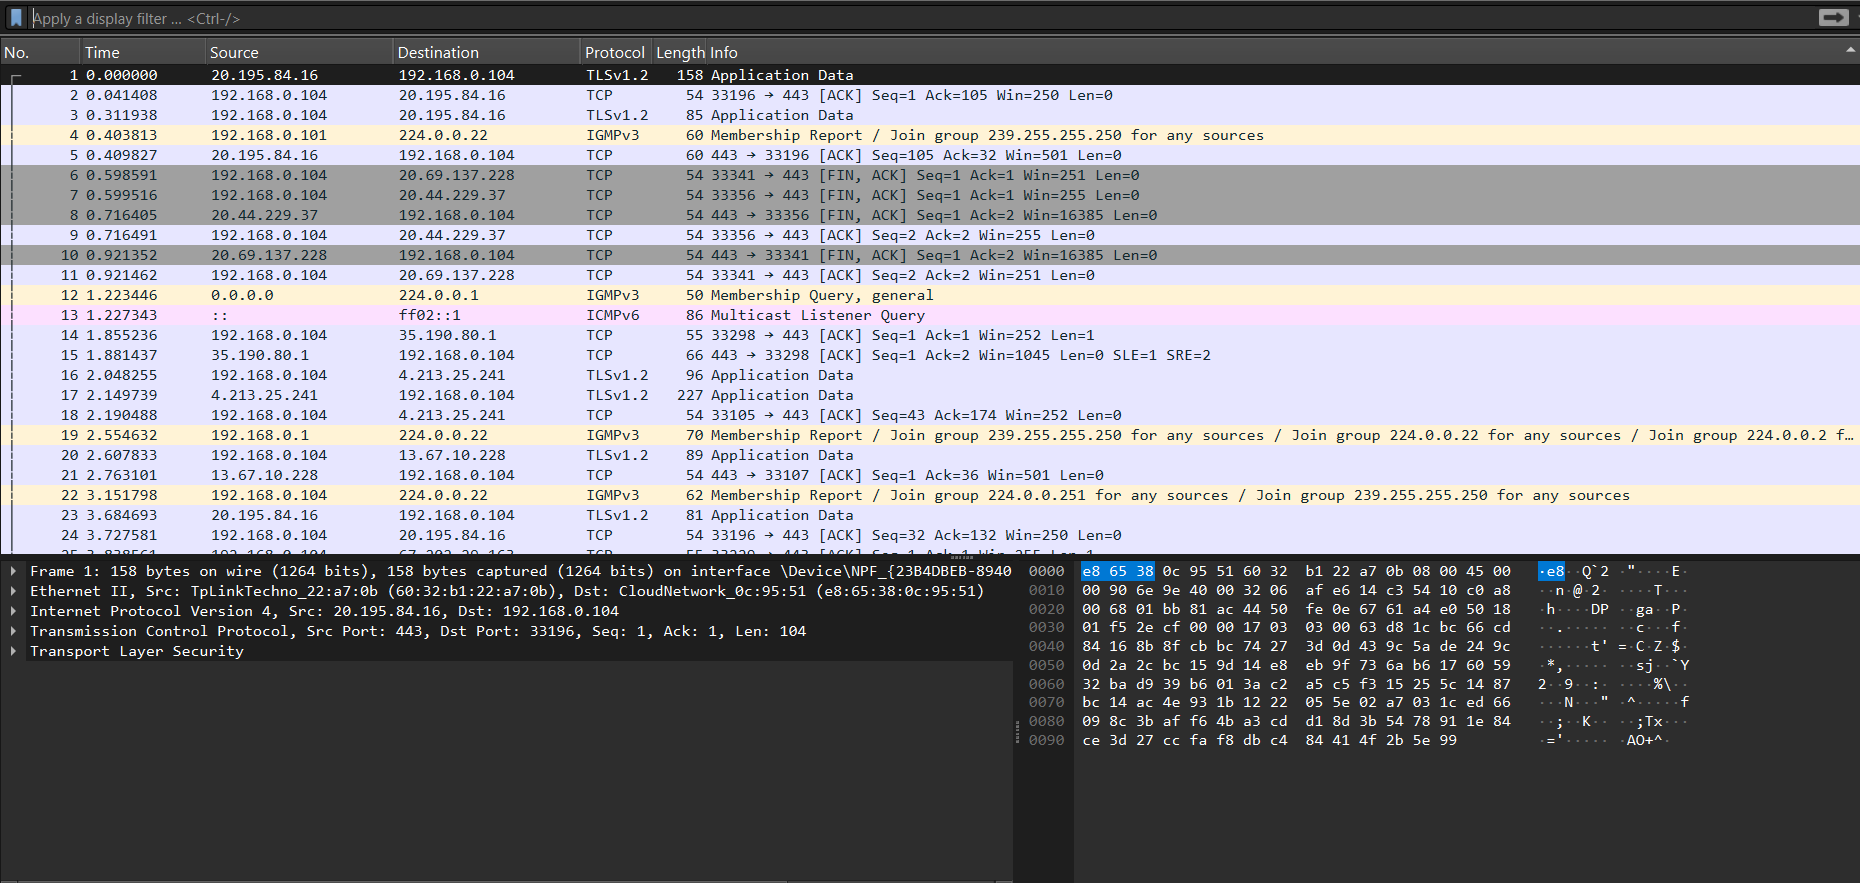 Apply a display filter … <Ctrl-/>
No. Time Source Destination Protocol Length Info
1 0.000000 20.195.84.16 192.168.0.104 TLSv1.2 158 Application Data
2 0.041408 192.168.0.104 20.195.84.16 TCP 54 33196 → 443 [ACK] Seq=1 Ack=105 Win=250 Len=0
3 0.311938 192.168.0.104 20.195.84.16 TLSv1.2 85 Application Data
4 0.403813 192.168.0.101 224.0.0.22 IGMPv3 60 Membership Report / Join group 239.255.255.250 for any sources
5 0.409827 20.195.84.16 192.168.0.104 TCP 60 443 → 33196 [ACK] Seq=105 Ack=32 Win=501 Len=0
6 0.598591 192.168.0.104 20.69.137.228 TCP 54 33341 → 443 [FIN, ACK] Seq=1 Ack=1 Win=251 Len=0
7 0.599516 192.168.0.104 20.44.229.37 TCP 54 33356 → 443 [FIN, ACK] Seq=1 Ack=1 Win=255 Len=0
8 0.716405 20.44.229.37 192.168.0.104 TCP 54 443 → 33356 [FIN, ACK] Seq=1 Ack=2 Win=16385 Len=0
9 0.716491 192.168.0.104 20.44.229.37 TCP 54 33356 → 443 [ACK] Seq=2 Ack=2 Win=255 Len=0
10 0.921352 20.69.137.228 192.168.0.104 TCP 54 443 → 33341 [FIN, ACK] Seq=1 Ack=2 Win=16385 Len=0
11 0.921462 192.168.0.104 20.69.137.228 TCP 54 33341 → 443 [ACK] Seq=2 Ack=2 Win=251 Len=0
12 1.223446 0.0.0.0 224.0.0.1 IGMPv3 50 Membership Query, general
13 1.227343 :: ff02::1 ICMPv6 86 Multicast Listener Query
14 1.855236 192.168.0.104 35.190.80.1 TCP 55 33298 → 443 [ACK] Seq=1 Ack=1 Win=252 Len=1
15 1.881437 35.190.80.1 192.168.0.104 TCP 66 443 → 33298 [ACK] Seq=1 Ack=2 Win=1045 Len=0 SLE=1 SRE=2
16 2.048255 192.168.0.104 4.213.25.241 TLSv1.2 96 Application Data
17 2.149739 4.213.25.241 192.168.0.104 TLSv1.2 227 Application Data
18 2.190488 192.168.0.104 4.213.25.241 TCP 54 33105 → 443 [ACK] Seq=43 Ack=174 Win=252 Len=0
19 2.554632 192.168.0.1 224.0.0.22 IGMPv3 70 Membership Report / Join group 239.255.255.250 for any sources / Join group 224.0.0.22 for any sources / Join group 224.0.0.2 f…
20 2.607833 192.168.0.104 13.67.10.228 TLSv1.2 89 Application Data
21 2.763101 13.67.10.228 192.168.0.104 TCP 54 443 → 33107 [ACK] Seq=1 Ack=36 Win=501 Len=0
22 3.151798 192.168.0.104 224.0.0.22 IGMPv3 62 Membership Report / Join group 224.0.0.251 for any sources / Join group 239.255.255.250 for any sources
23 3.684693 20.195.84.16 192.168.0.104 TLSv1.2 81 Application Data
24 3.727581 192.168.0.104 20.195.84.16 TCP 54 33196 → 443 [ACK] Seq=32 Ack=132 Win=250 Len=0
Frame 1: 158 bytes on wire (1264 bits), 158 bytes captured (1264 bits) on interface \Device\NPF_{23B4DBEB-8940
Ethernet II, Src: TpLinkTechno_22:a7:0b (60:32:b1:22:a7:0b), Dst: CloudNetwork_0c:95:51 (e8:65:38:0c:95:51)
Internet Protocol Version 4, Src: 20.195.84.16, Dst: 192.168.0.104
Transmission Control Protocol, Src Port: 443, Dst Port: 33196, Seq: 1, Ack: 1, Len: 104
Transport Layer Security
0000 e8 65 38 0c 95 51 60 32 b1 22 a7 0b 08 00 45 00 ·e8··Q`2 ·"····E·
0010 00 90 6e 9e 40 00 32 06 af e6 14 c3 54 10 c0 a8 ··n·@·2· ····T···
0020 00 68 01 bb 81 ac 44 50 fe 0e 67 61 a4 e0 50 18 ·h····DP ··ga··P·
0030 01 f5 2e cf 00 00 17 03 03 00 63 d8 1c bc 66 cd ··.····· ··c···f·
0040 84 16 8b 8f cb bc 74 27 3d 0d 43 9c 5a de 24 9c ······t' =·C·Z·$·
0050 0d 2a 2c bc 15 9d 14 e8 eb 9f 73 6a b6 17 60 59 ·*,····· ··sj··`Y
0060 32 ba d9 39 b6 01 3a c2 a5 c5 f3 15 25 5c 14 87 2··9··:· ····%\··
0070 bc 14 ac 4e 93 1b 12 22 05 5e 02 a7 03 1c ed 66 ···N···" ·^·····f
0080 09 8c 3b af f6 4b a3 cd d1 8d 3b 54 78 91 1e 84 ··;··K·· ··;Tx···
0090 ce 3d 27 cc fa f8 db c4 84 41 4f 2b 5e 99 ·='····· ·AO+^·